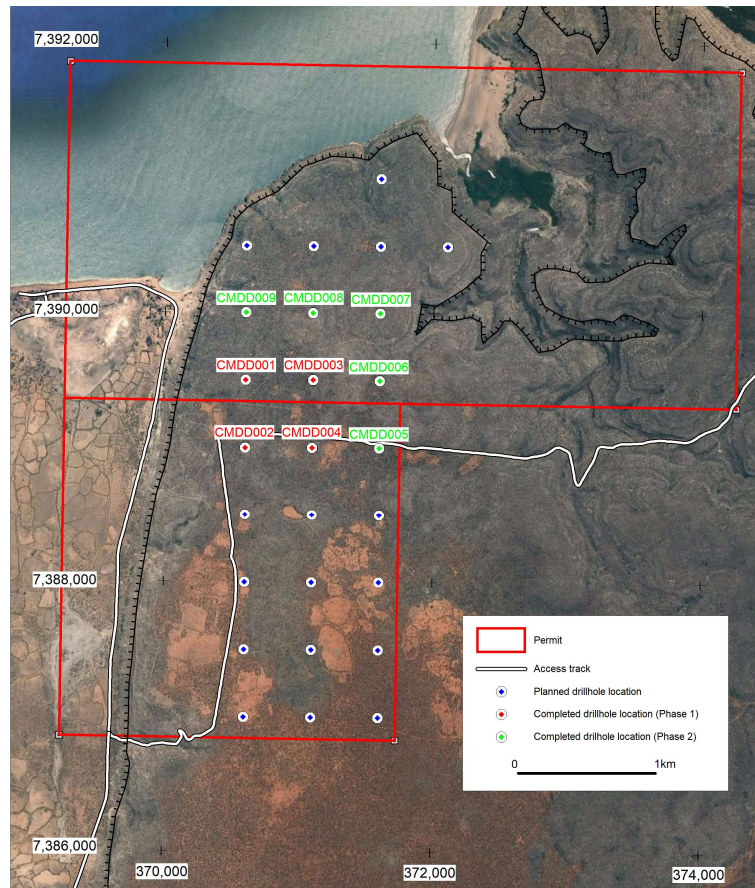 7,392,000
CMDD009 CMDD008 CMDD007
7,390,000
CMDD001 CMDD003 CMDD006
CMDD002 CMDD004 CMDD005
7,388,000
Permit
Access track
Planned drillhole location
Completed drillhole location (Phase 1)
Completed drilhole location (Phase 2)
0 1km
7,386,000
370,000 372,000 374,000